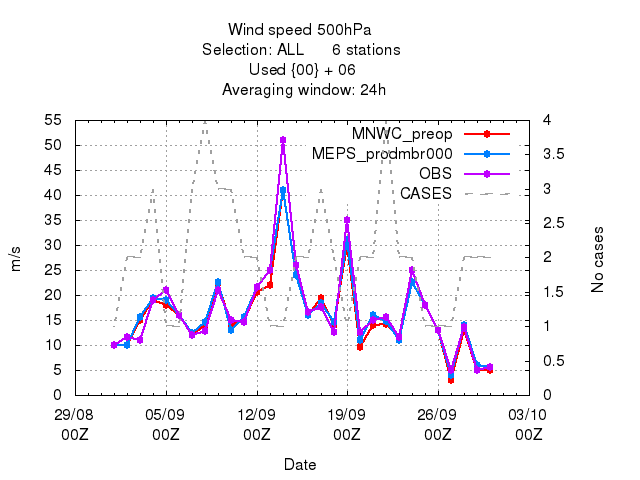 Wind speed 500hPa
Selection: ALL 6 stations
Used {00} + 06
Averaging window: 24h
MNWC_preop
MEPS_prodmbr000
OBS
CASES
55
50
45
40
35
30
25
20
15
10
5
0
m/s
4
3.5
3
2.5
2
1.5
1
0.5
0
No cases
29/08 05/09 12/09 19/09 26/09 03/10
00Z 00Z 00Z 00Z 00Z 00Z
Date